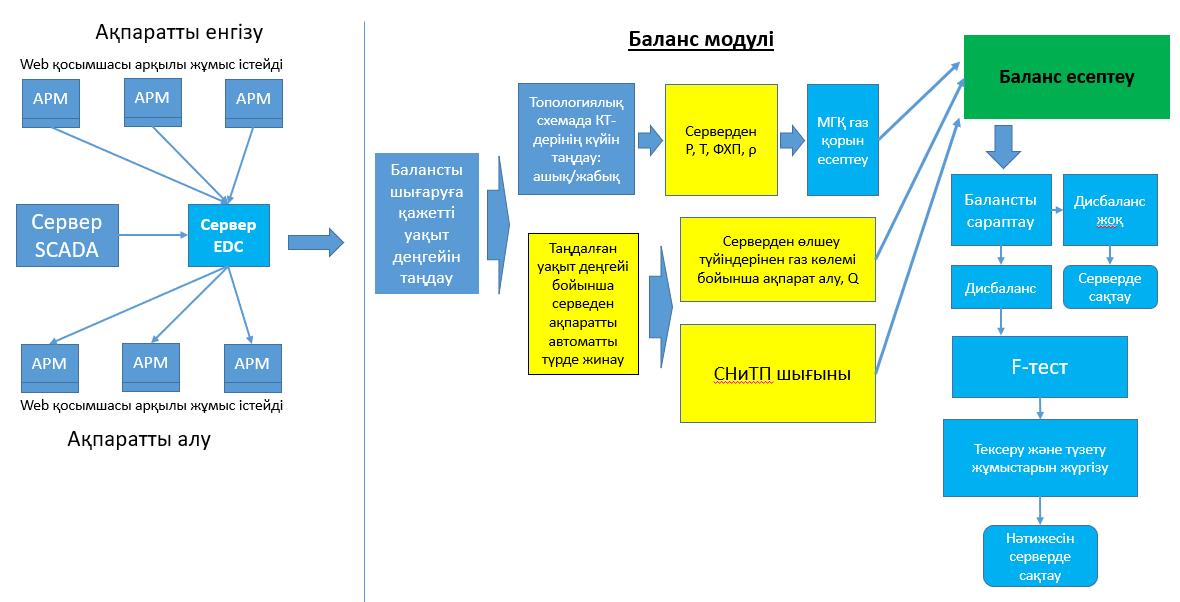 Ақпаратты енгізу
Web қосымшасы арқылы жұмыс істейді
АРМ
АРМ
АРМ
Сервер
SCADA
Сервер
EDC
АРМ
АРМ
АРМ
Web қосымшасы арқылы жұмыс істейді
Ақпаратты алу
Баланс модулі
Балансты
шығаруға
қажетті
уақыт
деңгейін
таңдау
Топологиялық
схемада КТ-
дерінің күйін
таңдау:
ашық/жабық
Серверден
Р, Т, ФХП, ρ
МГҚ газ
қорын
есептеу
Таңдалған
уақыт деңгейі
бойынша
серведен
ақпаратты
автоматты
түрде жинау
Серверден өлшеу
түйіндерінен газ көлемі
бойынша ақпарат алу, Q
СНиТП шығыны
Баланс есептеу
Балансты
сараптау
Дисбаланс
жоқ
Дисбаланс
Серверде
сақтау
F-тест
Тексеру және түзету
жұмыстарын жүргізу
Нәтижесін
серверде
сақтау